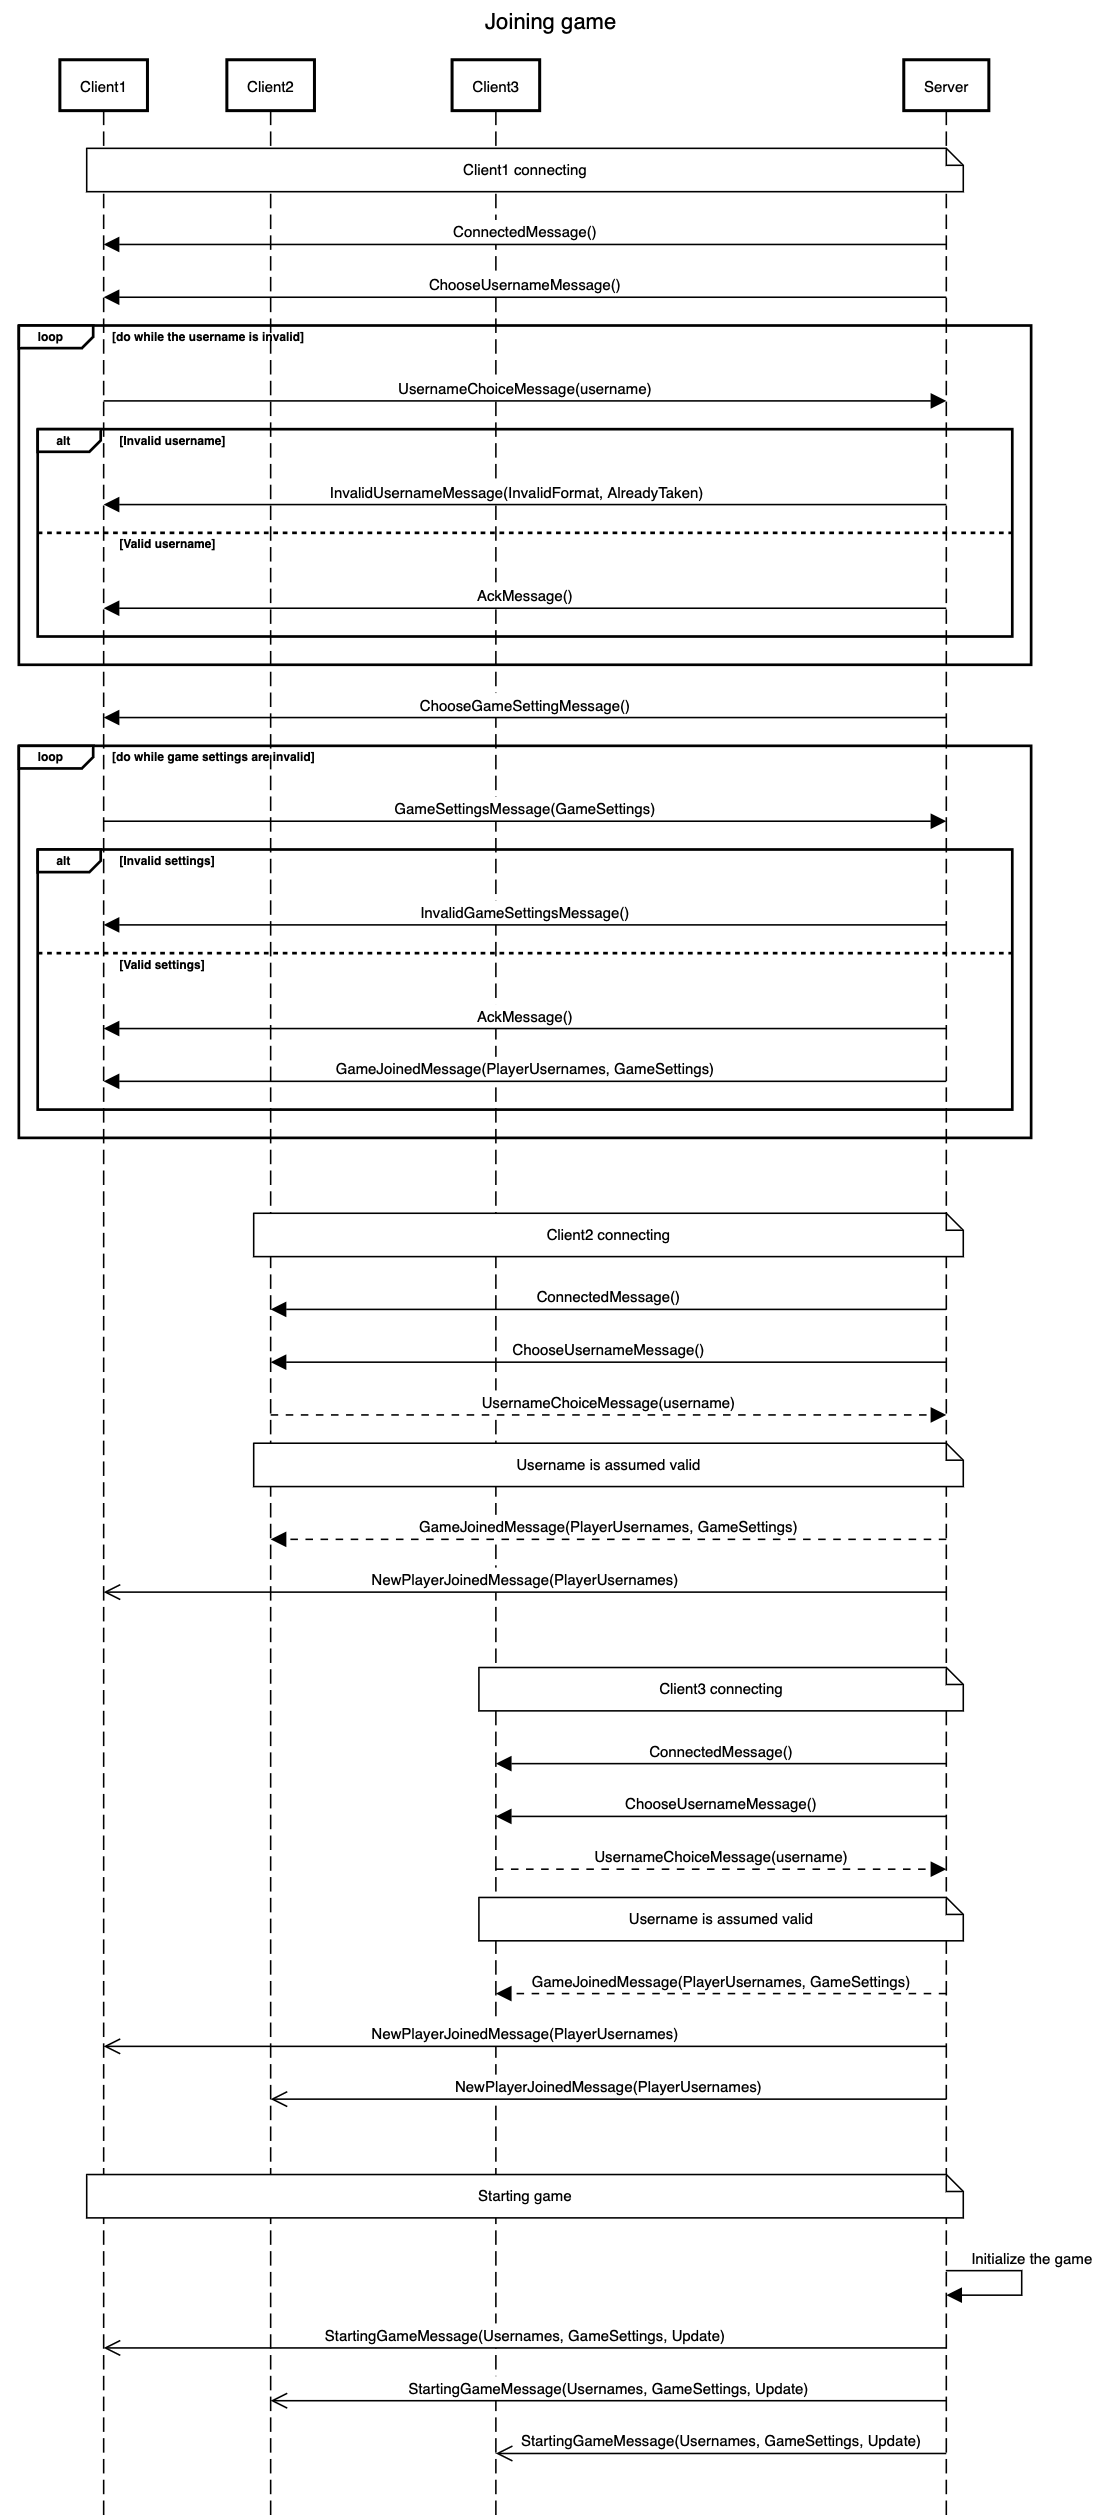 Joining game
Client1
Client2
Client3
Server
Client1 connecting
ConnectedMessage()
ChooseUsernameMessage()
loop
[do while the username is invalid]
UsernameChoiceMessage(username)
alt
[Invalid username]
InvalidUsernameMessage(InvalidFormat, AlreadyTaken)
[Valid username]
AckMessage()
ChooseGameSettingMessage()
loop
[do while game settings are invalid]
GameSettingsMessage(GameSettings)
alt
[Invalid settings]
InvalidGameSettingsMessage()
[Valid settings]
AckMessage()
GameJoinedMessage(PlayerUsernames, GameSettings)
Client2 connecting
ConnectedMessage()
ChooseUsernameMessage()
UsernameChoiceMessage(username)
Username is assumed valid
GameJoinedMessage(PlayerUsernames, GameSettings)
NewPlayerJoinedMessage(PlayerUsernames)
Client3 connecting
ConnectedMessage()
ChooseUsernameMessage()
UsernameChoiceMessage(username)
Username is assumed valid
GameJoinedMessage(PlayerUsernames, GameSettings)
NewPlayerJoinedMessage(PlayerUsernames)
NewPlayerJoinedMessage(PlayerUsernames)
Starting game
Initialize the game
StartingGameMessage(Usernames, GameSettings, Update)
StartingGameMessage(Usernames, GameSettings, Update)
StartingGameMessage(Usernames, GameSettings, Update)